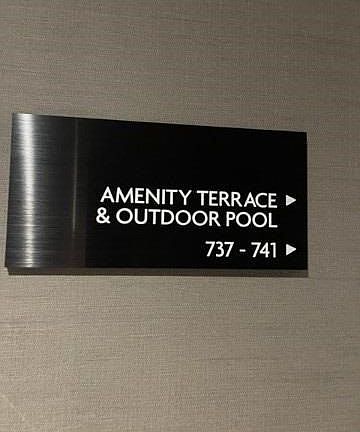 AMENITY TERRACE ▶
& OUTDOOR POOL
737 - 741 ▶